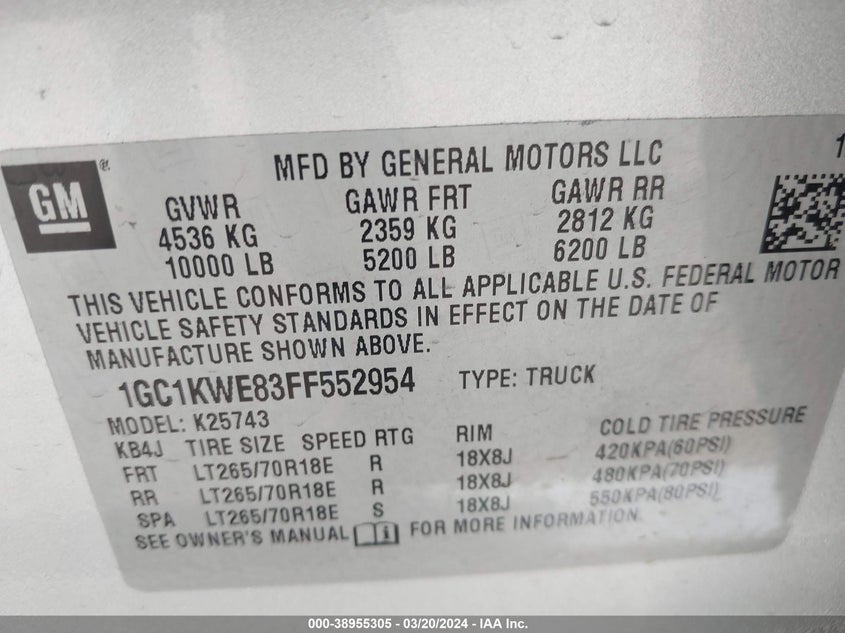 GM ®
MFD BY GENERAL MOTORS LLC 1
GVWR GAWR FRT GAWR RR
4536 KG 2359 KG 2812 KG
10000 LB 5200 LB 6200 LB
THIS VEHICLE CONFORMS TO ALL APPLICABLE U.S. FEDERAL MOTOR
VEHICLE SAFETY STANDARDS IN EFFECT ON THE DATE OF
MANUFACTURE SHOWN ABOVE.
1GC1KWE83FF552954 TYPE: TRUCK
MODEL: K25743
KB4J TIRE SIZE SPEED RTG RIM COLD TIRE PRESSURE
FRT LT265/70R18E R 18X8J 420KPA(60PSI)
RR LT265/70R18E R 18X8J 480KPA(70PSI)
SPA LT265/70R18E S 18X8J 550KPA(80PSI)
SEE OWNER'S MANUAL FOR MORE INFORMATION.
000-38955305 - 03/20/2024 - IAA Inc.